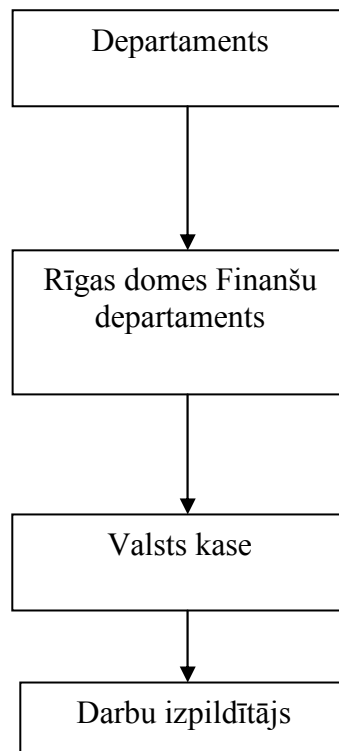 Departaments
Rīgas domes Finanšu
departaments
Valsts kase
Darbu izpildītājs